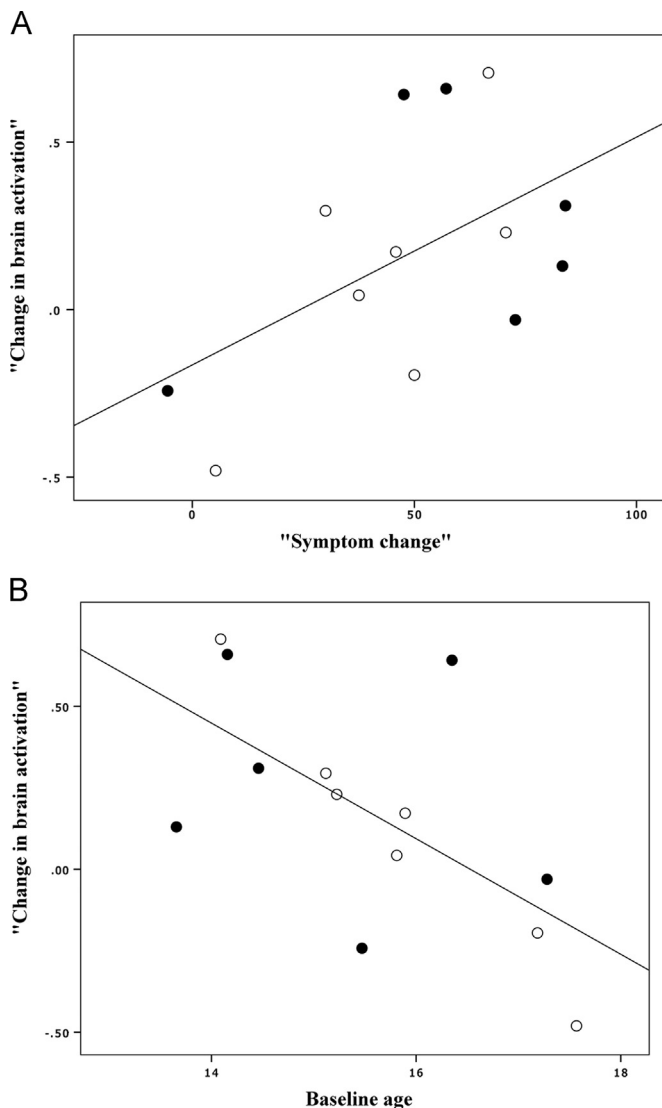 A
"Change in brain activation"
.5
.0
-.5
0
50
100
"Symptom change"
B
"Change in brain activation"
.50
.00
-.50
14
16
18
Baseline age